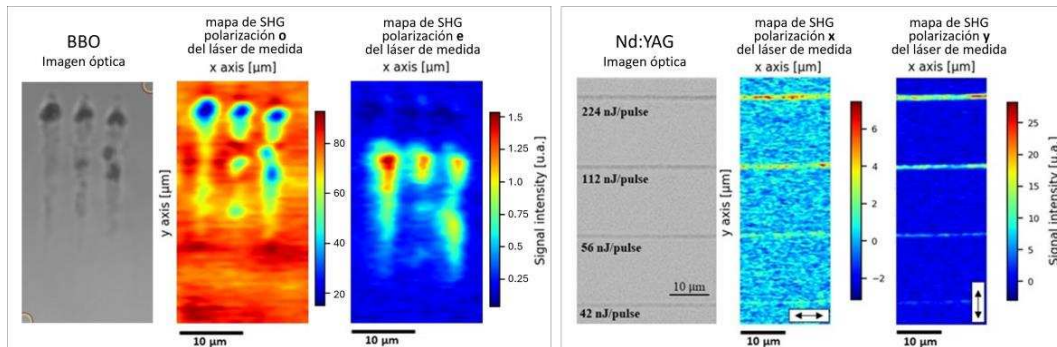 BBO
Imagen óptica
mapa de SHG
polarización o
del láser de medida
x axis [µm]
mapa de SHG
polarización e
del láser de medida
x axis [µm]
y axis [µm]
80
60
40
20
1.5
1.25
1.0
0.75
0.5
0.25
Signal intensity [u.a.]
10 µm
10 µm
Nd:YAG
Imagen óptica
mapa de SHG
polarización x
del láser de medida
x axis [µm]
mapa de SHG
polarización y
del láser de medida
x axis [µm]
224 nJ/pulse
112 nJ/pulse
56 nJ/pulse
10 µm
42 nJ/pulse
y axis [µm]
6
4
2
0
−2
25
20
15
10
5
0
Signal intensity [u.a.]
10 µm
10 µm